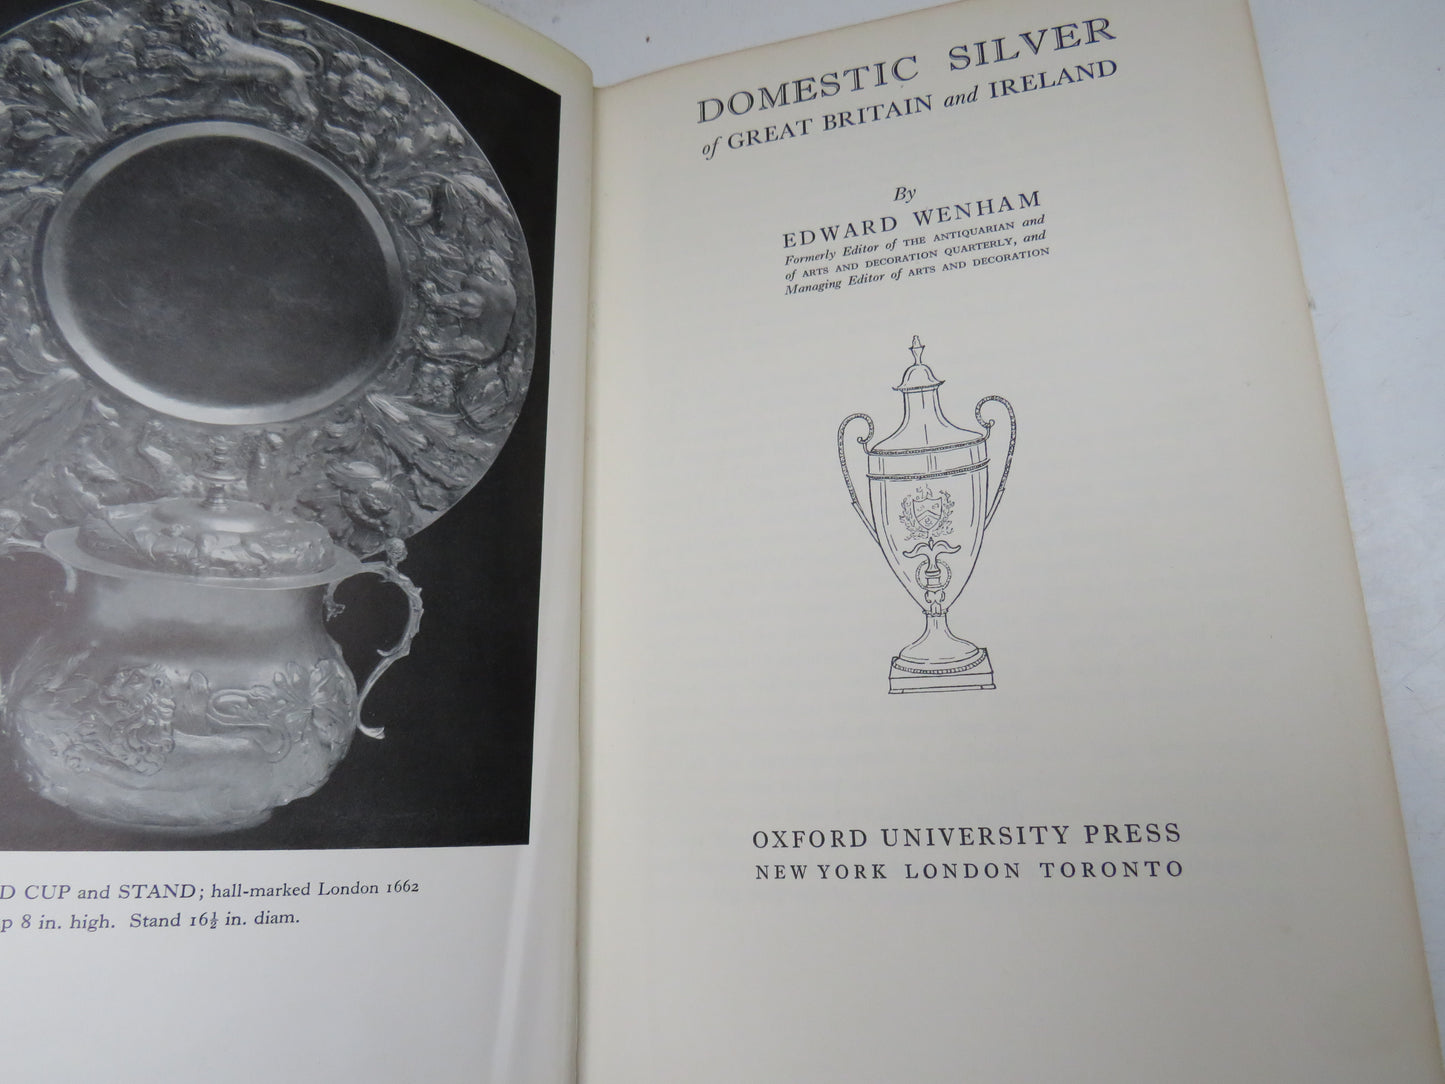 D CUP and STAND; hall-marked London 1662
p 8 in. high. Stand 16½ in. diam.
DOMESTIC SILVER
of GREAT BRITAIN and IRELAND
By
EDWARD WENHAM
Formerly Editor of THE ANTIQUARIAN and
of ARTS AND DECORATION QUARTERLY, and
Managing Editor of ARTS AND DECORATION
OXFORD UNIVERSITY PRESS
NEW YORK LONDON TORONTO